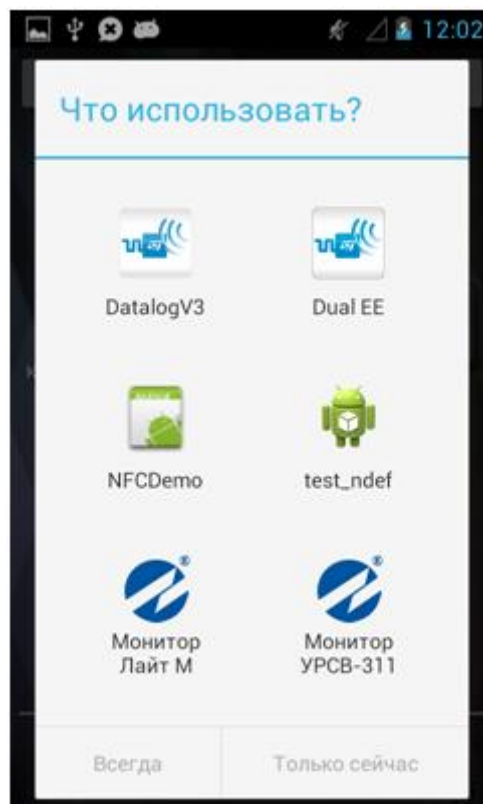 12:02
Что использовать?
DatalogV3
Dual EE
NFCDemo
test_ndef
Монитор
Лайт М
Монитор
УРСВ-311
Всегда
Только сейчас